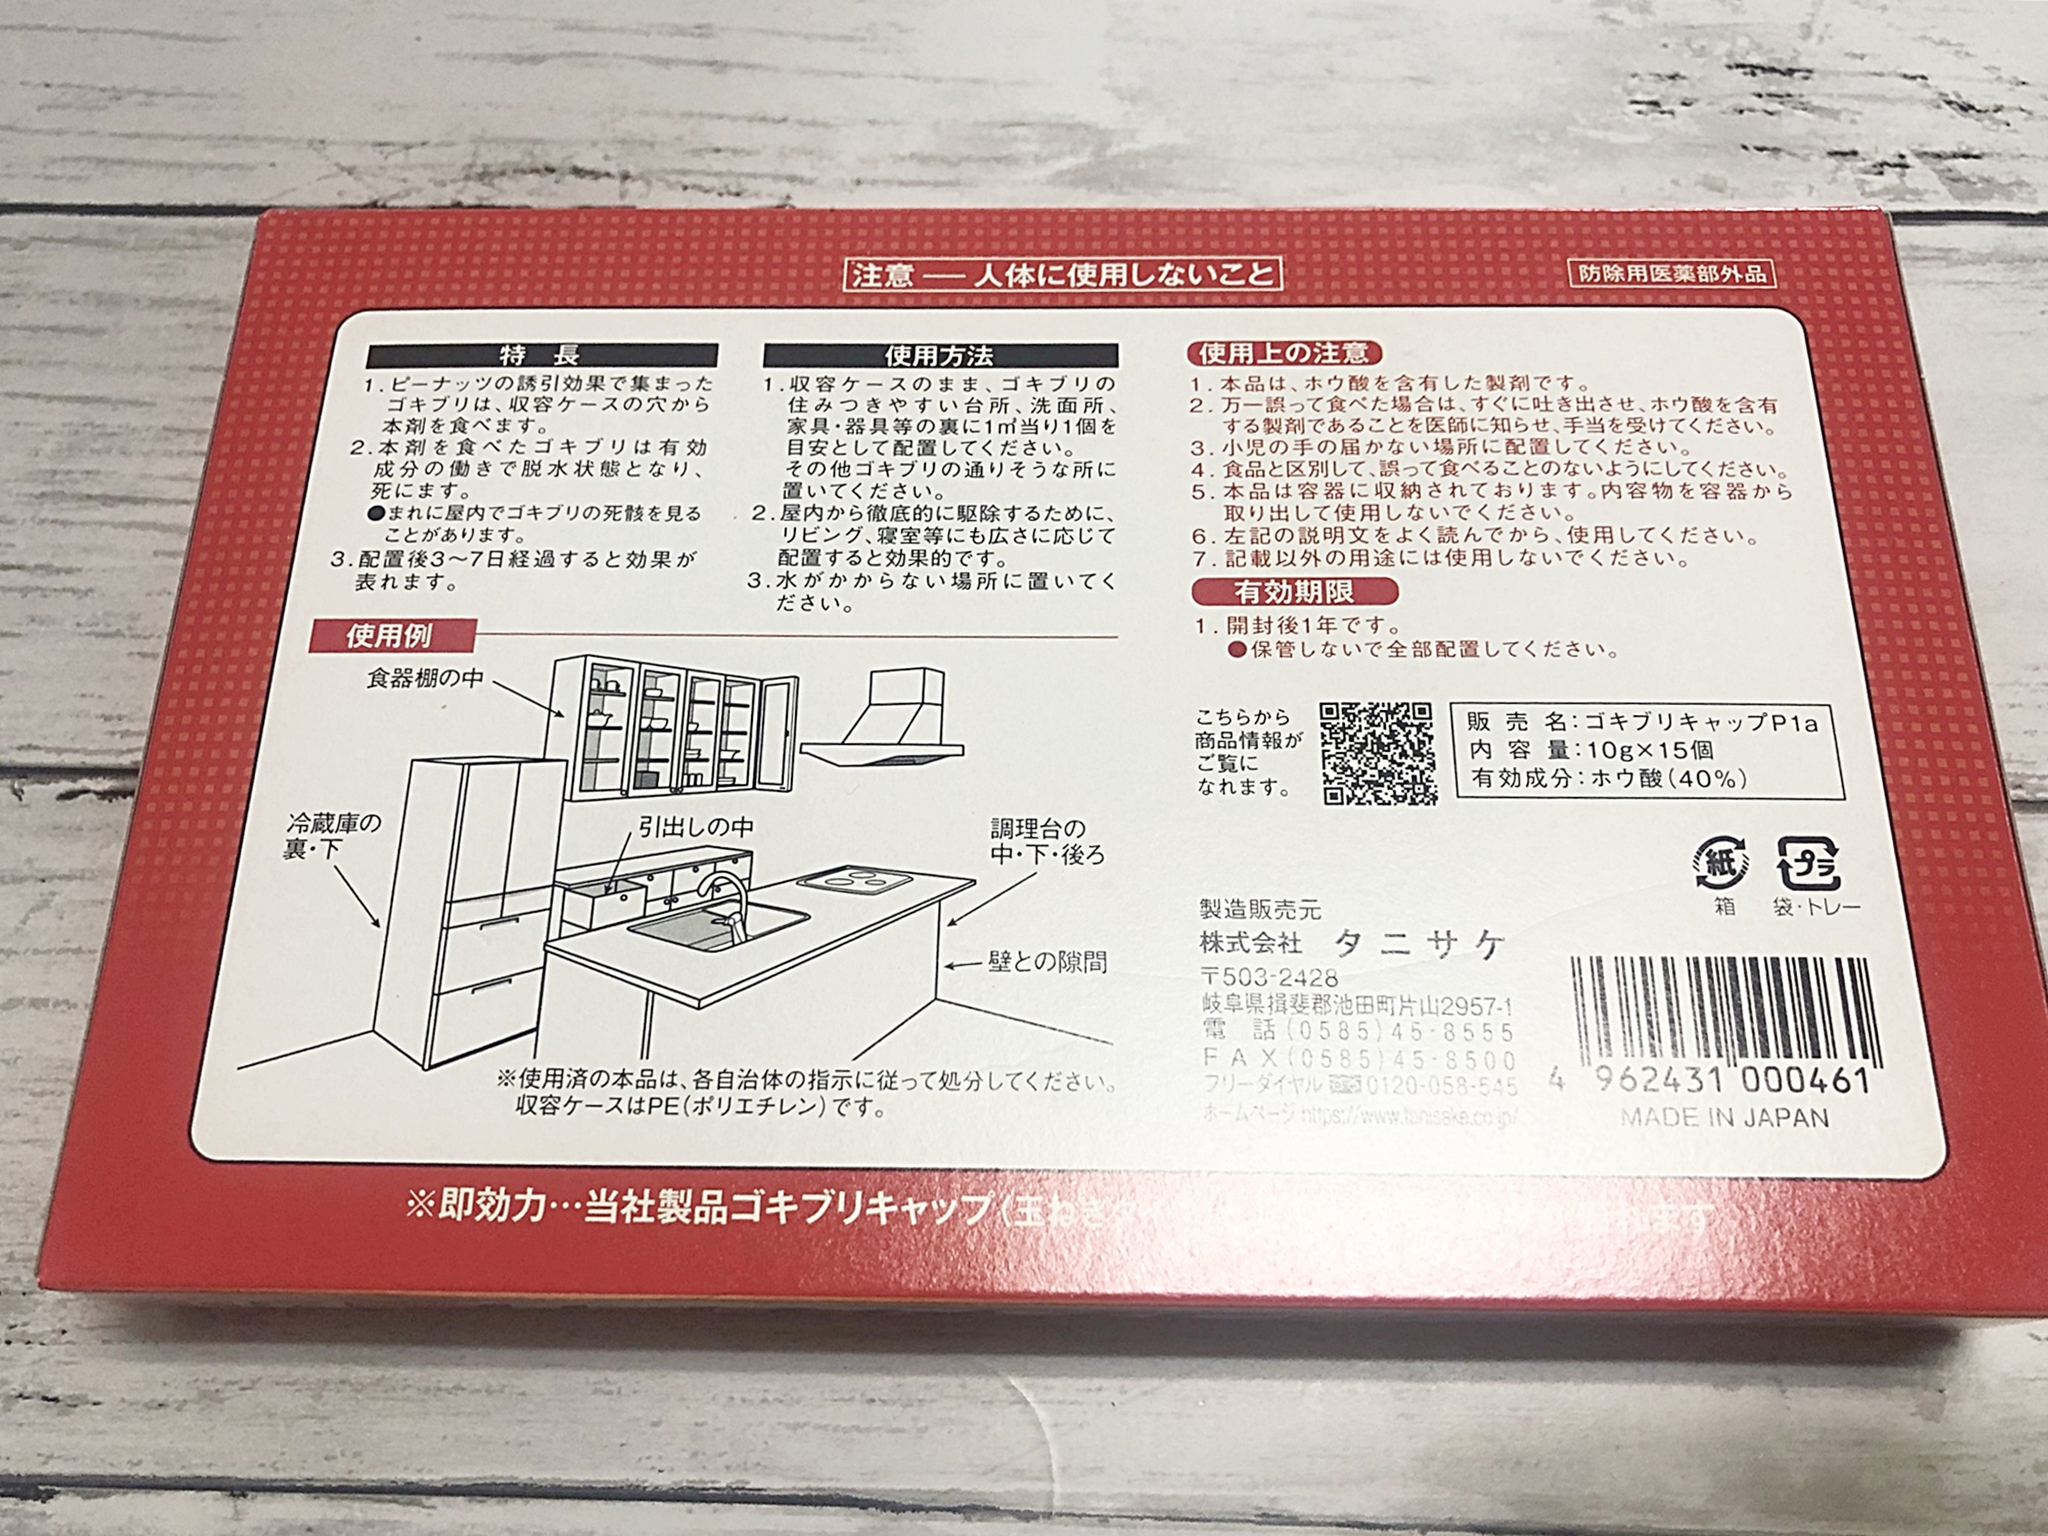 注意 ― 人体に使用しないこと
防除用医薬部外品
特 長
1.ピーナッツの誘引効果で集まった
ゴキブリは、収容ケースの穴から
本剤を食べます。
2.本剤を食べたゴキブリは有効
成分の働きで脱水状態となり、
死にます。
●まれに屋内でゴキブリの死骸を見る
ことがあります。
3.配置後3〜7日経過すると効果が
表れます。
使用方法
1.収容ケースのまま、ゴキブリの
住みつきやすい台所、洗面所、
家具・器具等の裏に1㎡当り1個を
目安として配置してください。
その他ゴキブリの通りそうな所に
置いてください。
2.屋内から徹底的に駆除するために、
リビング、寝室等にも広さに応じて
配置すると効果的です。
3.水がかからない場所に置いてく
ださい。
使用例
食器棚の中
冷蔵庫の
裏・下
引出しの中
調理台の
中・下・後ろ
壁との隙間
※使用済の本品は、各自治体の指示に従って処分してください。
収容ケースはPE(ポリエチレン)です。
使用上の注意
1.本品は、ホウ酸を含有した製剤です。
2.万一誤って食べた場合は、すぐに吐き出させ、ホウ酸を含有
する製剤であることを医師に知らせ、手当を受けてください。
3.小児の手の届かない場所に配置してください。
4.食品と区別して、誤って食べることのないようにしてください。
5.本品は容器に収納されております。内容物を容器から
取り出して使用しないでください。
6.左記の説明文をよく読んでから、使用してください。
7.記載以外の用途には使用しないでください。
有効期限
1.開封後1年です。
●保管しないで全部配置してください。
こちらから
商品情報が
ご覧に
なれます。
販 売 名:ゴキブリキャップP1a
内 容 量:10g×15個
有効成分:ホウ酸(40%)
紙
箱
プラ
袋・トレー
製造販売元
株式会社 タニサケ
〒503-2428
岐阜県揖斐郡池田町片山2957-1
電 話(0585)45-8555
FAX(0585)45-8500
フリーダイヤル 0120-058-545
ホームページ https://www.tanisake.co.jp/
4 962431 000461
MADE IN JAPAN
※即効力…当社製品ゴキブリキャップ(玉ねぎ